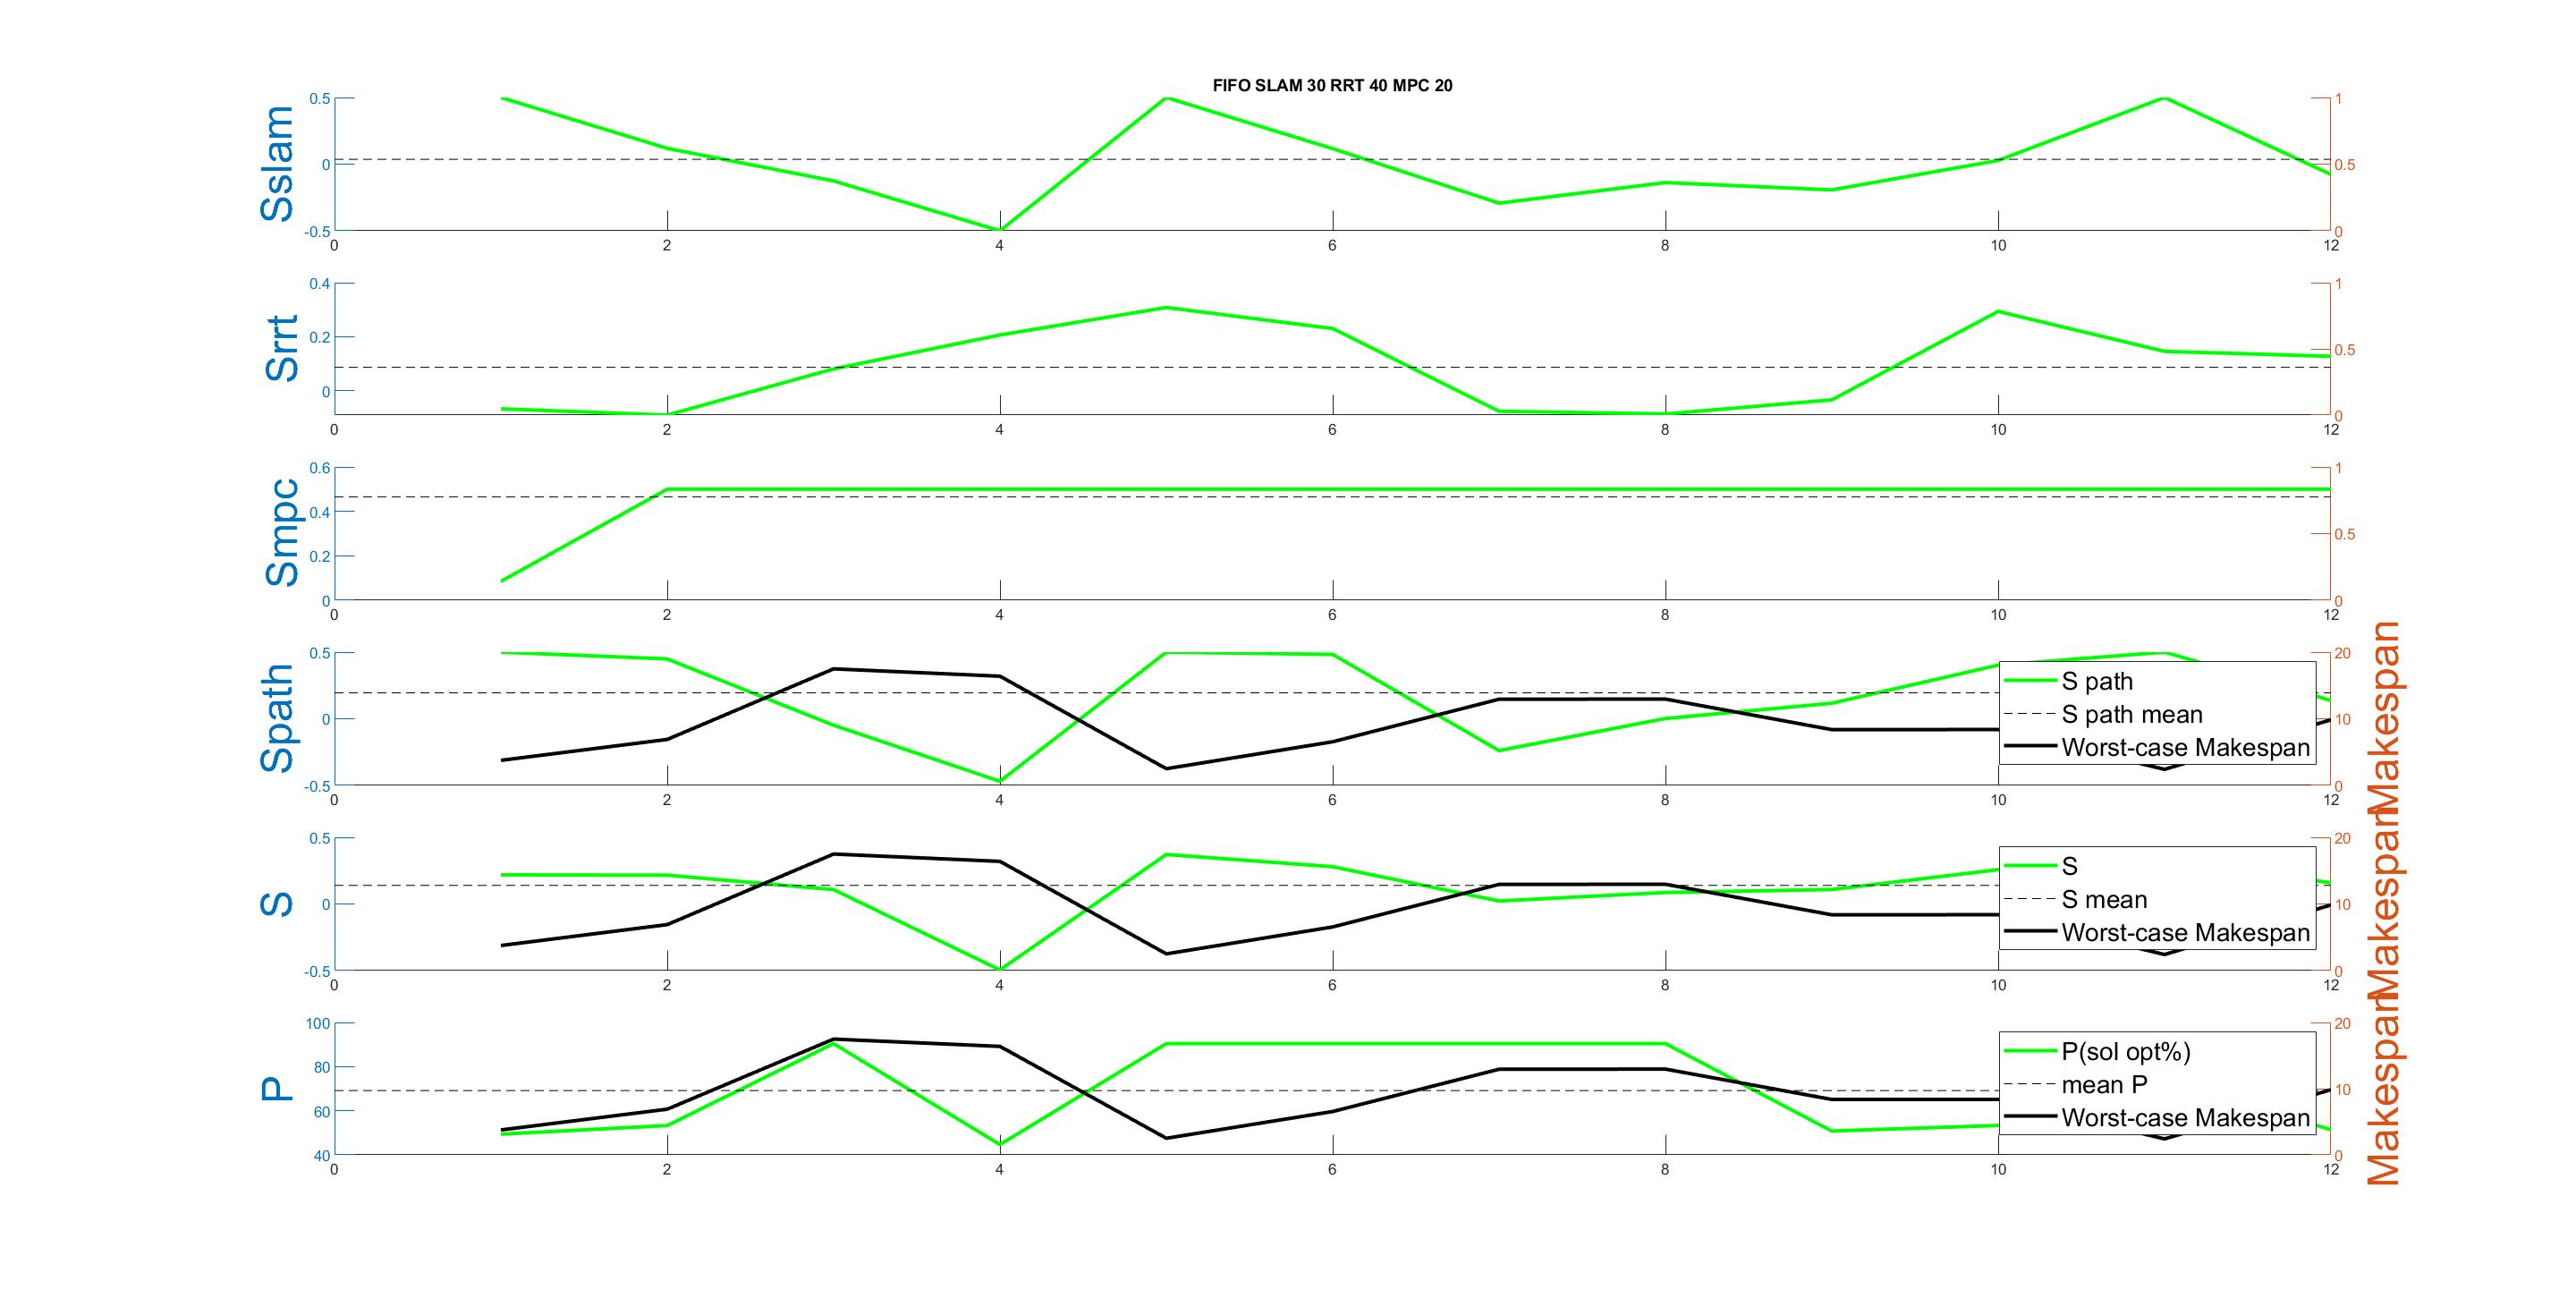 FIFO SLAM 30 RRT 40 MPC 20
Sslam
0.5
0
-0.5
1
0.5
0
0 2 4 6 8 10 12
Srrt
0.4
0.2
0
1
0.5
0
0 2 4 6 8 10 12
Smpc
0.6
0.4
0.2
0
1
0.5
0
0 2 4 6 8 10 12
Spath
0.5
0
-0.5
S path
S path mean
Worst-case Makespan
20
10
0
Makespan
0 2 4 6 8 10 12
S
0.5
0
-0.5
S
S mean
Worst-case Makespan
20
10
0
Makespan
0 2 4 6 8 10 12
P
100
80
60
40
P(sol opt%)
mean P
Worst-case Makespan
20
10
0
Makespan
0 2 4 6 8 10 12